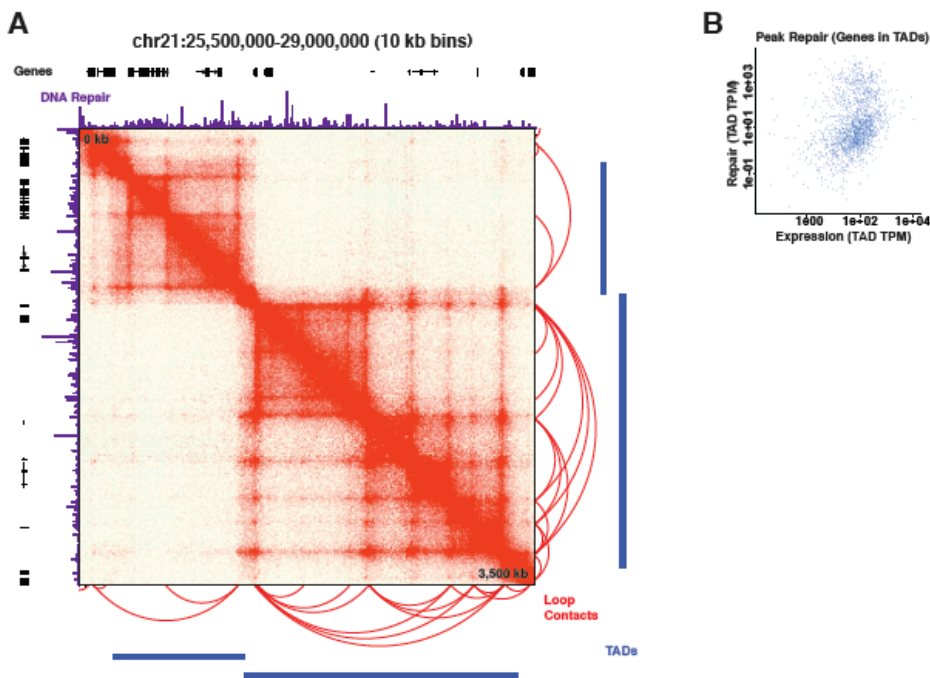 A
chr21:25,500,000-29,000,000 (10 kb bins)
Genes
DNA Repair
0 kb
3,500 kb
Loop
Contacts
TADs
B
Peak Repair (Genes in TADs)
Repair (TAD TPM)
1e+03
1e+01
1e-01
1e00
1e+02
1e+04
Expression (TAD TPM)